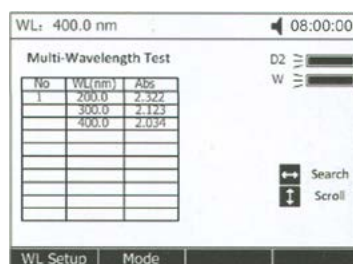 WL: 400.0 nm 08:00:00
Multi-Wavelength Test
D2
W
No WL(nm) Abs
1 200.0 2.322
300.0 2.123
400.0 2.034
Search
Scroll
WL Setup Mode